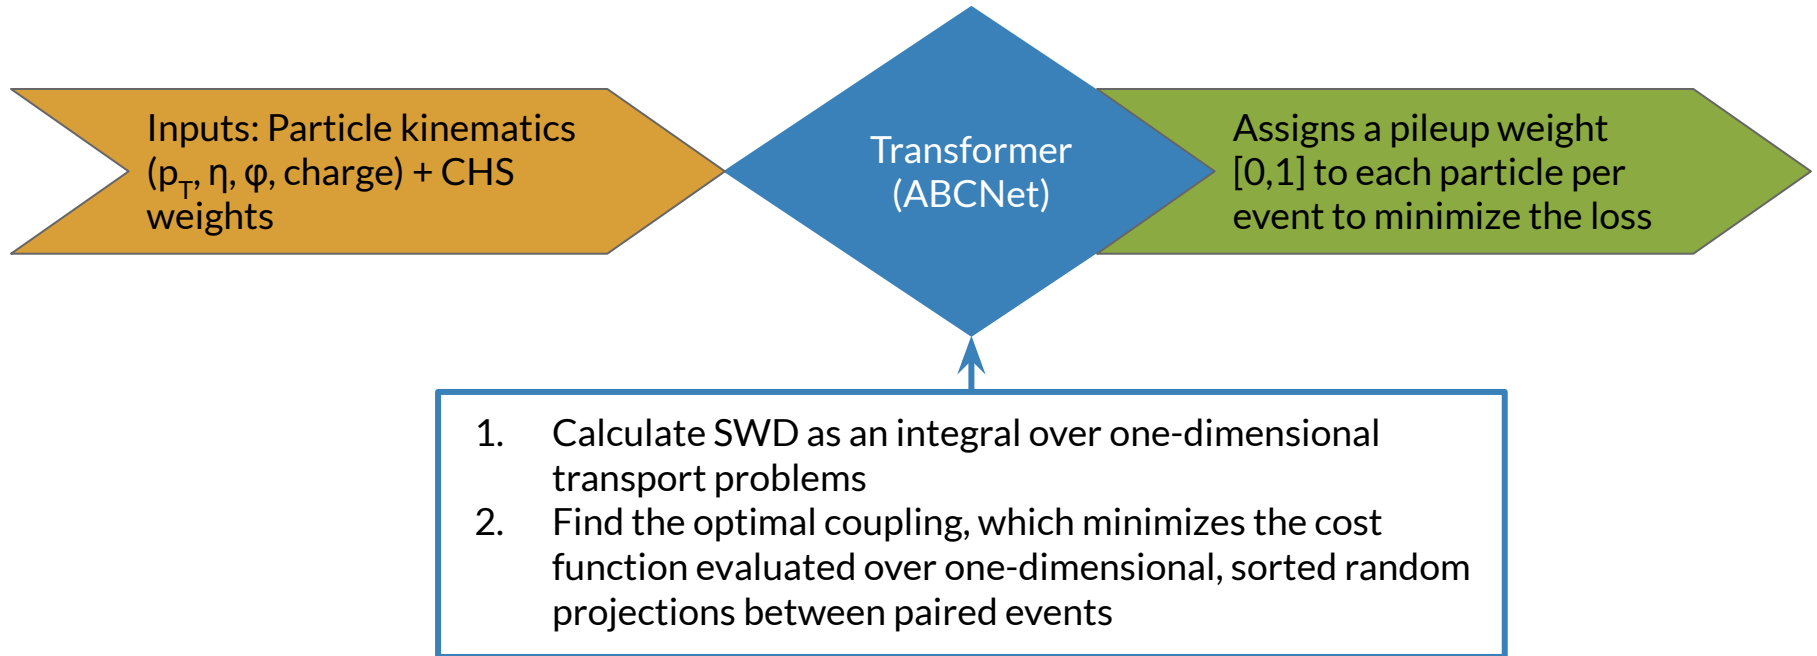 Inputs: Particle kinematics
(p_T, η, φ, charge) + CHS
weights
Transformer
(ABCNet)
Assigns a pileup weight
[0,1] to each particle per
event to minimize the loss
1. Calculate SWD as an integral over one-dimensional
transport problems
2. Find the optimal coupling, which minimizes the cost
function evaluated over one-dimensional, sorted random
projections between paired events